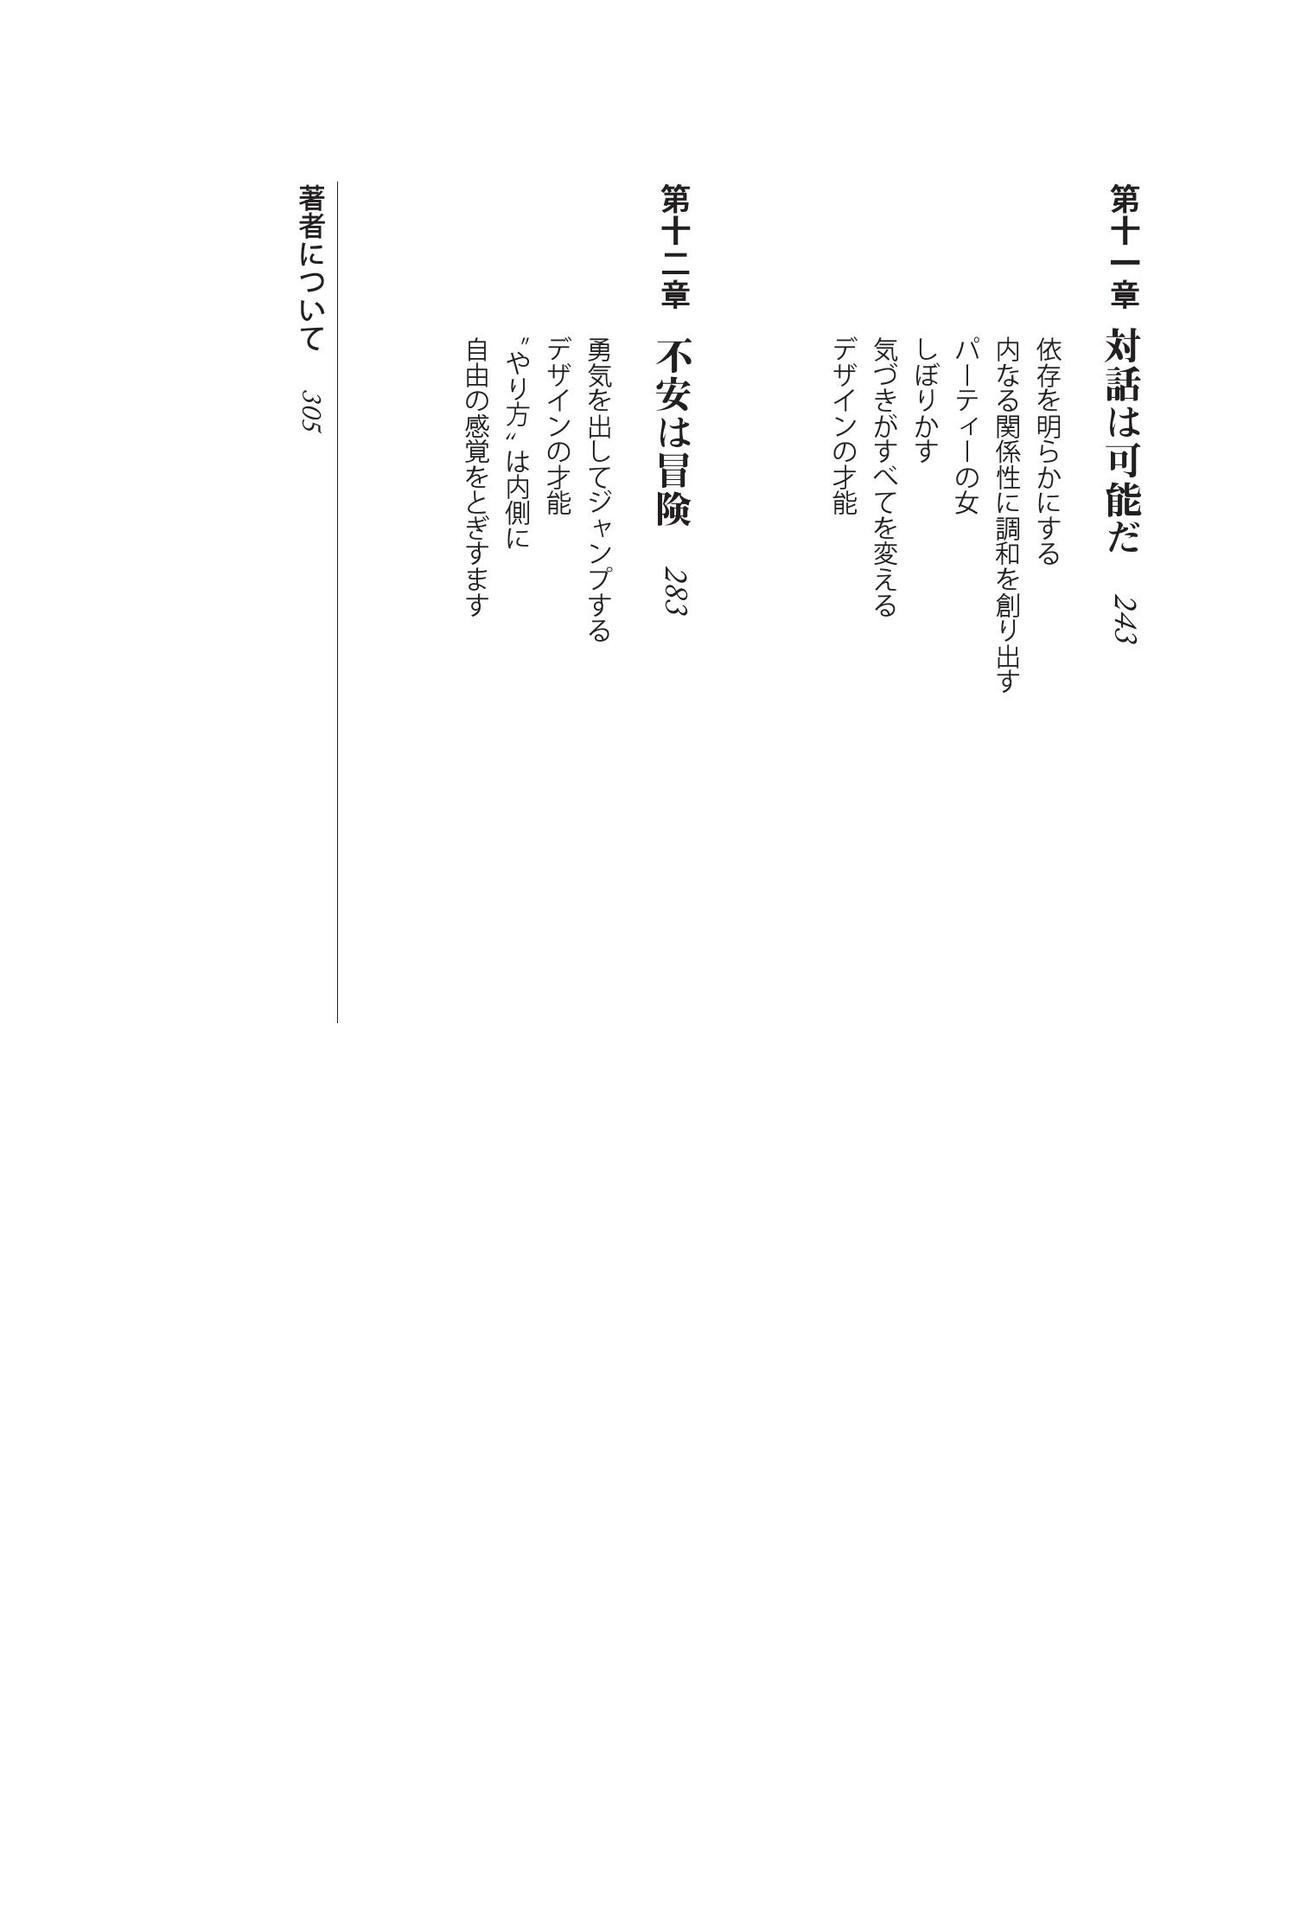 第十一章 対話は可能だ 243
依存を明らかにする
内なる関係性に調和を創り出す
パーティーの女
しぼりかす
気づきがすべてを変える
デザインの才能
第十二章 不安は冒険 283
勇気を出してジャンプする
デザインの才能
〝やり方〟は内側に
自由の感覚をとぎすます
著者について 305